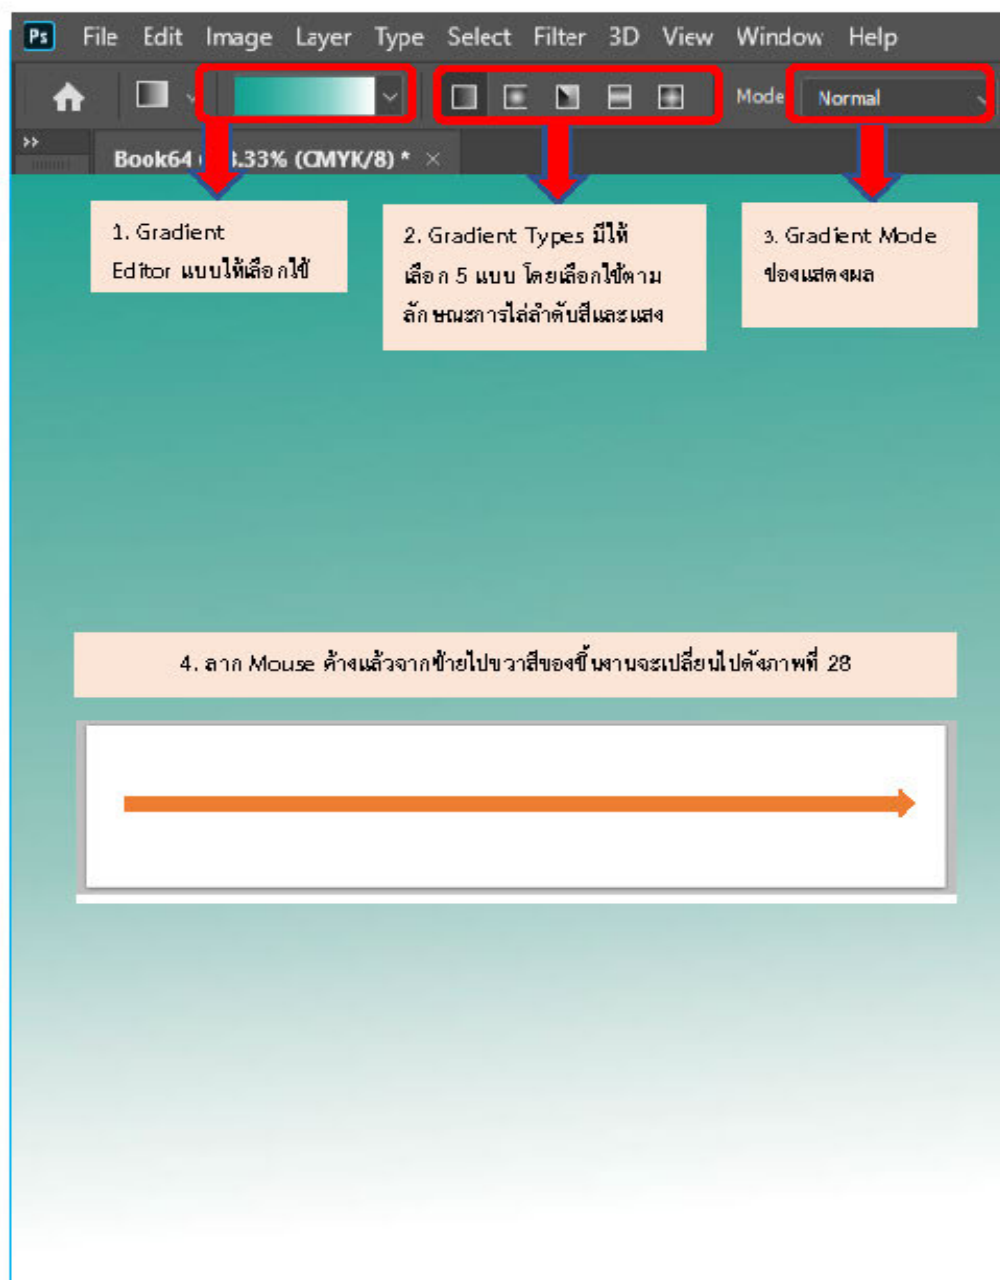 Ps File Edit Image Layer Type Select Filter 3D View Window Help
Mode Normal
Book64 .33% (CMYK/8) * ×
1. Gradient
Editor แบบให้เลือกใช้
2. Gradient Types มีให้
เลือก 5 แบบ โดยเลือกใช้ตาม
ลักษณะการไล่ลำดับสีและแสง
3. Gradient Mode
ของแสดงผล
4. ลาก Mouse ค้างแล้วจากซ้ายไปขวาสีของชิ้นงานจะเปลี่ยนไปดังภาพที่ 28